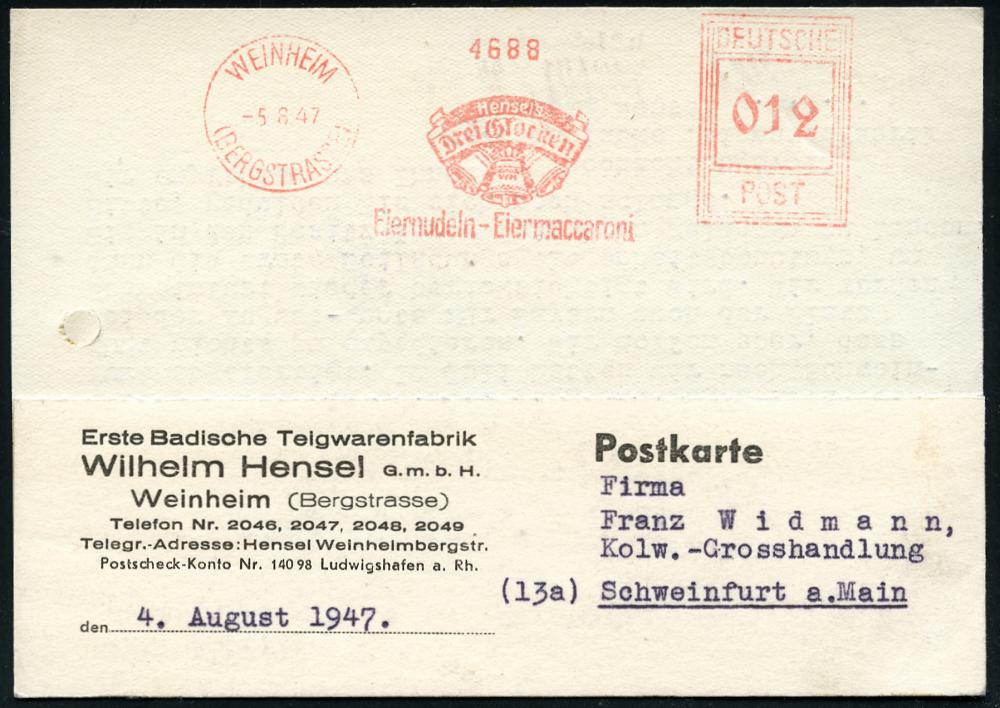 WEINHEIM
-5.8.47
(BERGSTRASSE)
4688
Hensel's
Drei Glocken
WH
Eiernudeln-Eiermaccaroni
DEUTSCHE
012
POST
Erste Badische Teigwarenfabrik
Wilhelm Hensel G.m.b.H.
Weinheim (Bergstrasse)
Telefon Nr. 2046, 2047, 2048, 2049
Telegr.-Adresse: Hensel Weinheimbergstr.
Postscheck-Konto Nr. 14098 Ludwigshafen a. Rh.
den 4. August 1947.
Postkarte
Firma
Franz W i d m a n n,
Kolw.-Grosshandlung
(13a) Schweinfurt a.Main